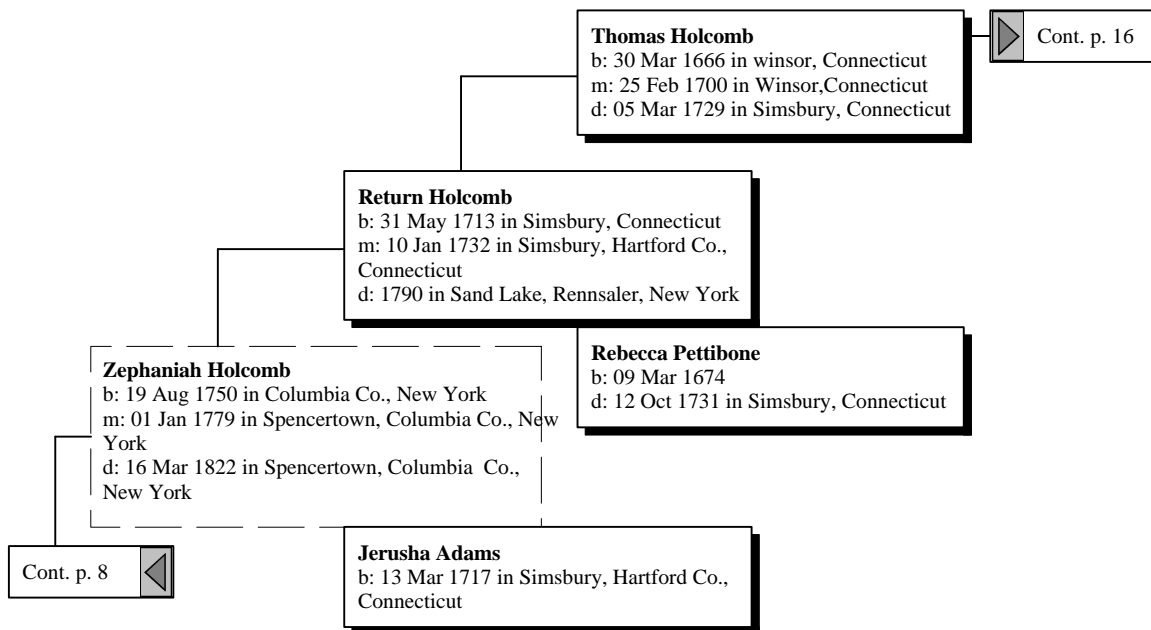 Thomas Holcomb
b: 30 Mar 1666 in winsor, Connecticut
m: 25 Feb 1700 in Winsor,Connecticut
d: 05 Mar 1729 in Simsbury, Connecticut
Cont. p. 16
Return Holcomb
b: 31 May 1713 in Simsbury, Connecticut
m: 10 Jan 1732 in Simsbury, Hartford Co.,
Connecticut
d: 1790 in Sand Lake, Rennsaler, New York
Rebecca Pettibone
b: 09 Mar 1674
d: 12 Oct 1731 in Simsbury, Connecticut
Zephaniah Holcomb
b: 19 Aug 1750 in Columbia Co., New York
m: 01 Jan 1779 in Spencertown, Columbia Co., New
York
d: 16 Mar 1822 in Spencertown, Columbia  Co.,
New York
Cont. p. 8
Jerusha Adams
b: 13 Mar 1717 in Simsbury, Hartford Co.,
Connecticut